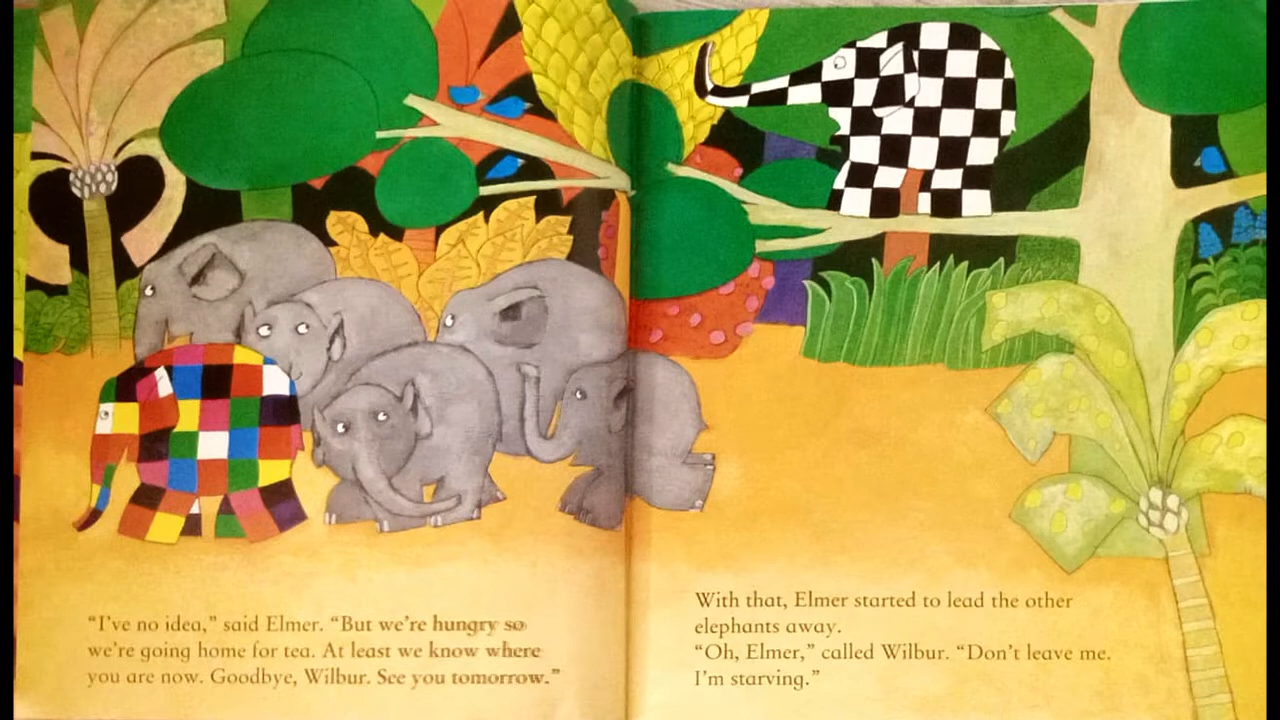 “I’ve no idea,” said Elmer. “But we’re hungry so
we’re going home for tea. At least we know where
you are now. Goodbye, Wilbur. See you tomorrow.”
With that, Elmer started to lead the other
elephants away.
“Oh, Elmer,” called Wilbur. “Don’t leave me.
I’m starving.”